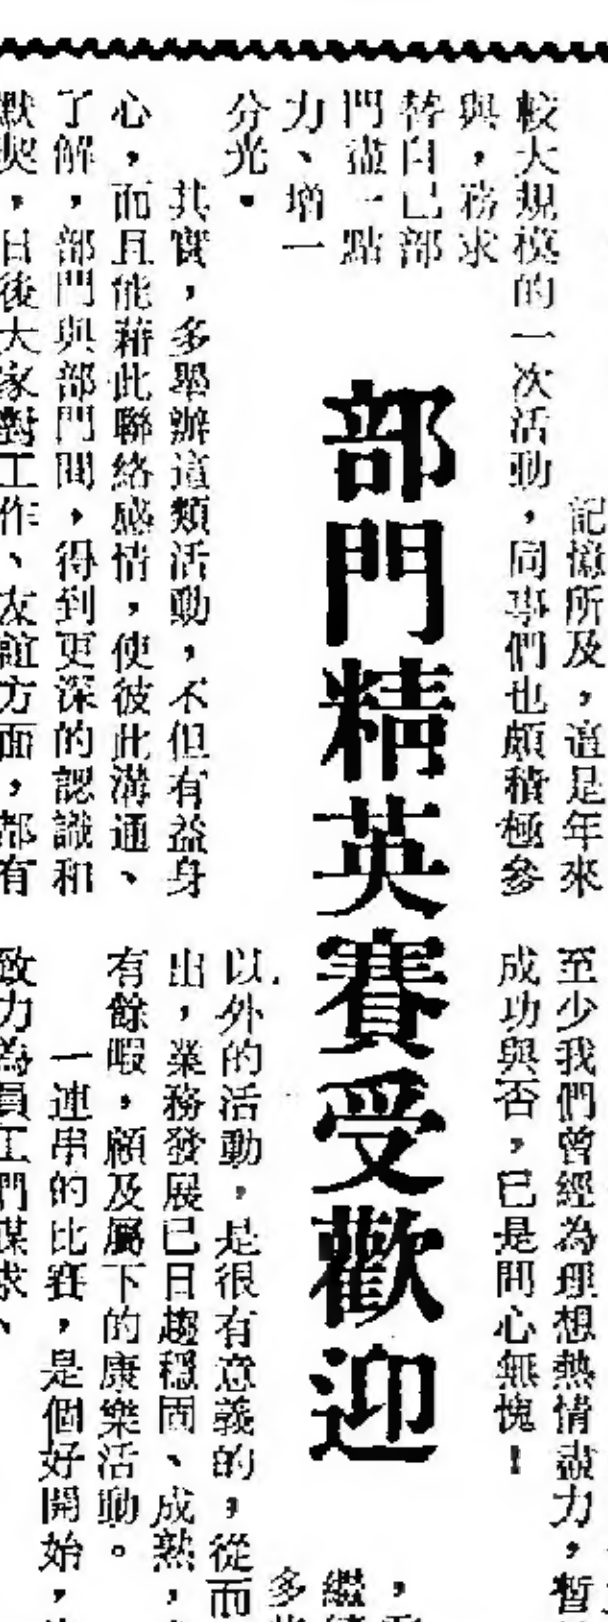 部門精英賽受歡迎
記憶所及，這是年來
較大規模的一次活動，同事們也頗積極參
與，務求
替自已部
門盡一點
力、增一
分光。
其實，多舉辦這類活動，不但有益身
心，而且能藉此聯絡感情，使彼此溝通、
了解，部門與部門間，得到更深的認識和
默契，日後大家對工作、友誼方面，都有
至少我們曾經為理想熱情盡力，暫
成功與否，已是問心無愧！
繼
多
以外的活動，是很有意義的，從而
出，業務發展已日趨穩固、成熟，
有餘暇，顧及屬下的康樂活動。
一連串的比賽，是個好開始，
致力為員工們謀求、